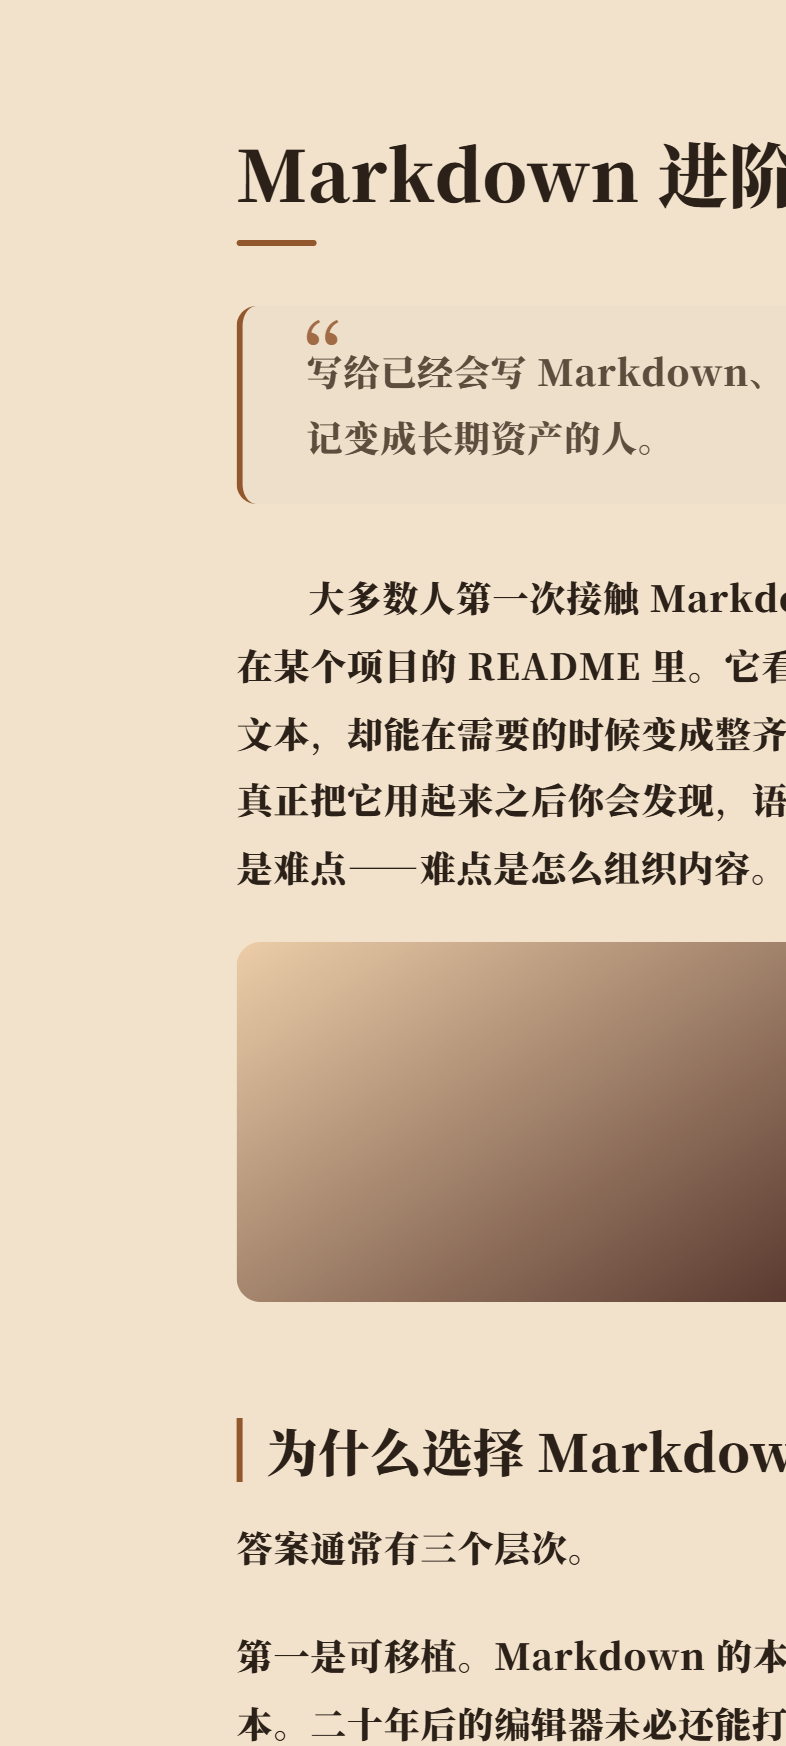 Markdown 进阶
“
写给已经会写 Markdown、
记变成长期资产的人。
大多数人第一次接触 Markdo
在某个项目的 README 里。它看
文本，却能在需要的时候变成整齐
真正把它用起来之后你会发现，语
是难点——难点是怎么组织内容。
为什么选择 Markdow
答案通常有三个层次。
第一是可移植。Markdown 的本
本。二十年后的编辑器未必还能打